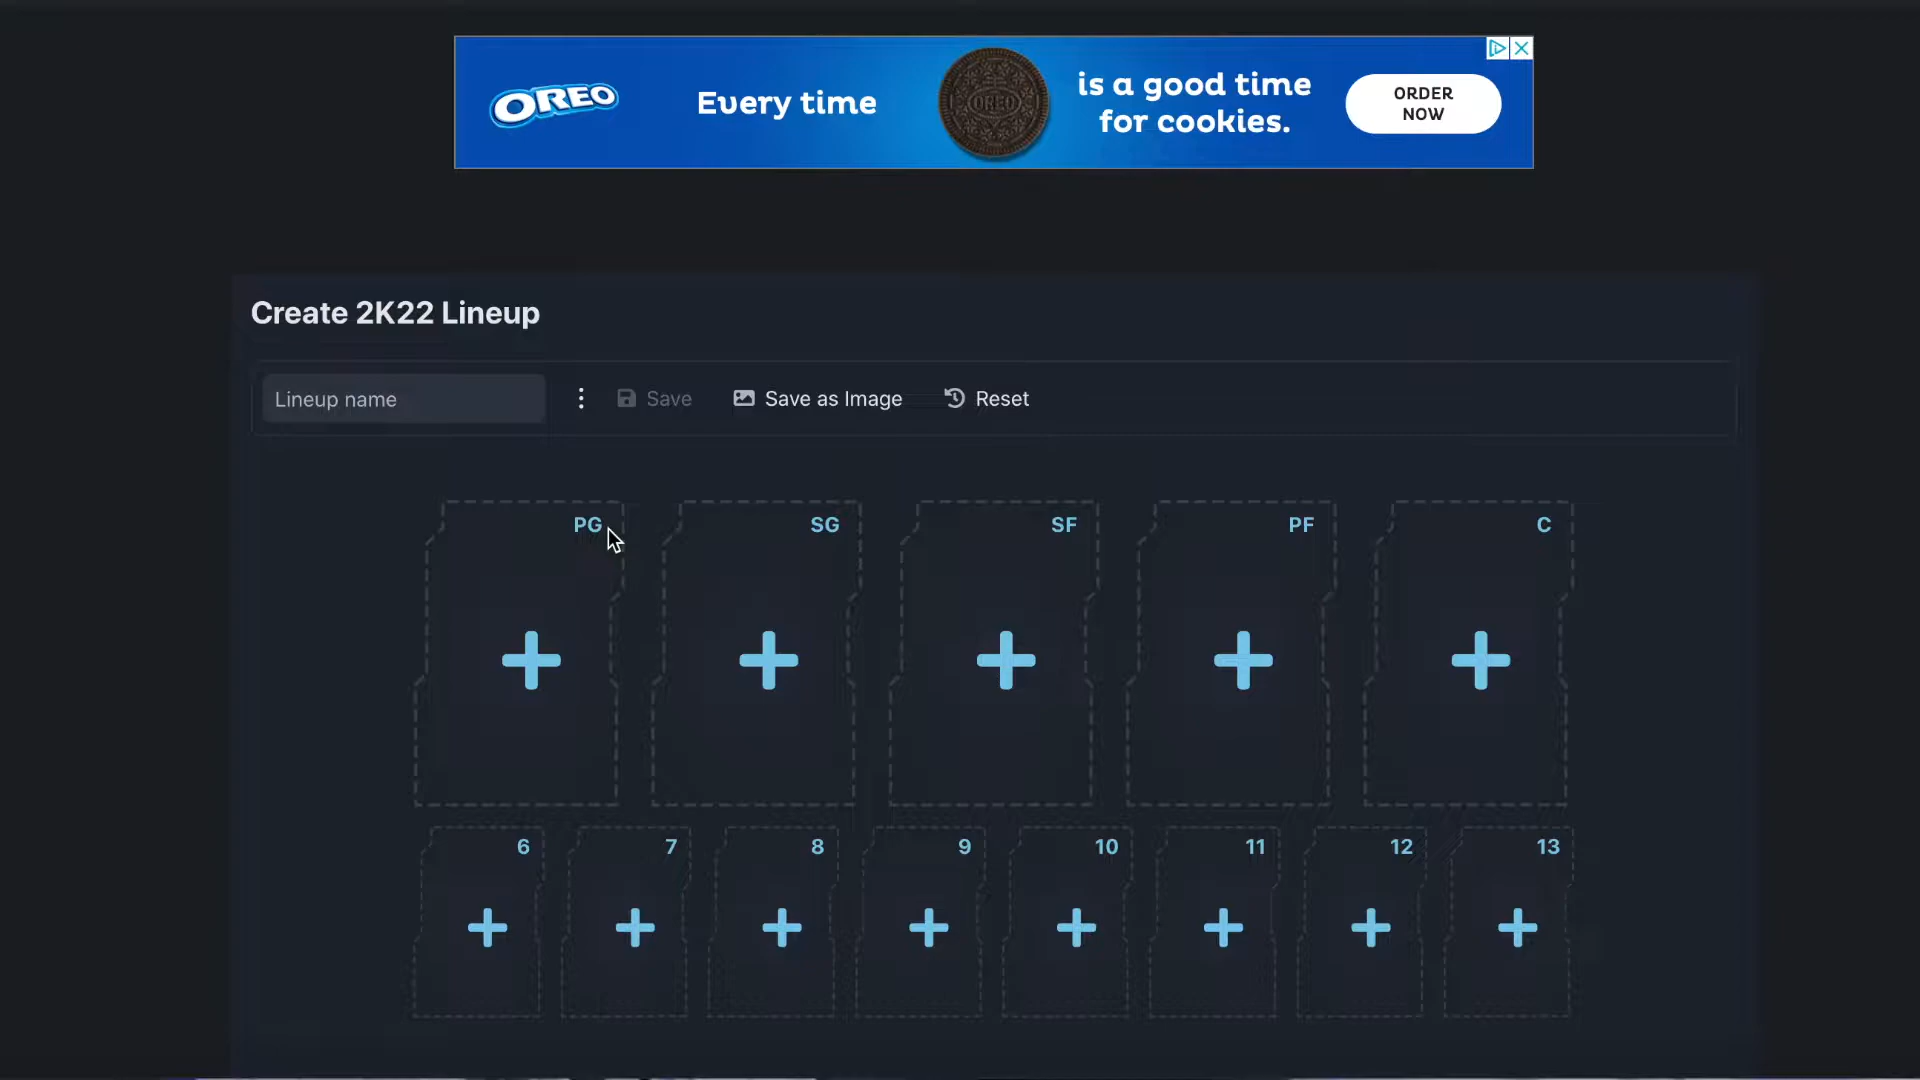 OREO
Every time
OREO
is a good time
for cookies.
ORDER
NOW
Create 2K22 Lineup
Lineup name
Save
Save as Image
Reset
PG
SG
SF
PF
C
6
7
8
9
10
11
12
13